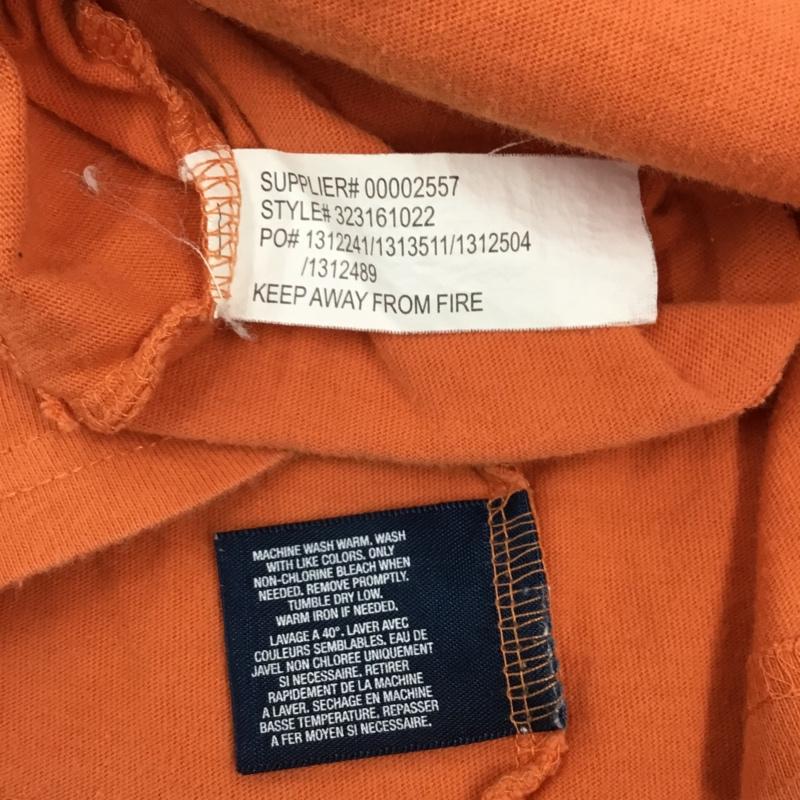 SUPPLIER# 00002557
STYLE# 323161022
PO# 1312241/1313511/1312504
/1312489
KEEP AWAY FROM FIRE
MACHINE WASH WARM. WASH
WITH LIKE COLORS. ONLY
NON-CHLORINE BLEACH WHEN
NEEDED. REMOVE PROMPTLY.
TUMBLE DRY LOW.
WARM IRON IF NEEDED.
LAVAGE A 40°. LAVER AVEC
COULEURS SEMBLABLES. EAU DE
JAVEL NON CHLOREE UNIQUEMENT
SI NECESSAIRE. RETIRER
RAPIDEMENT DE LA MACHINE
A LAVER. SECHAGE EN MACHINE
BASSE TEMPERATURE. REPASSER
A FER MOYEN SI NECESSAIRE.